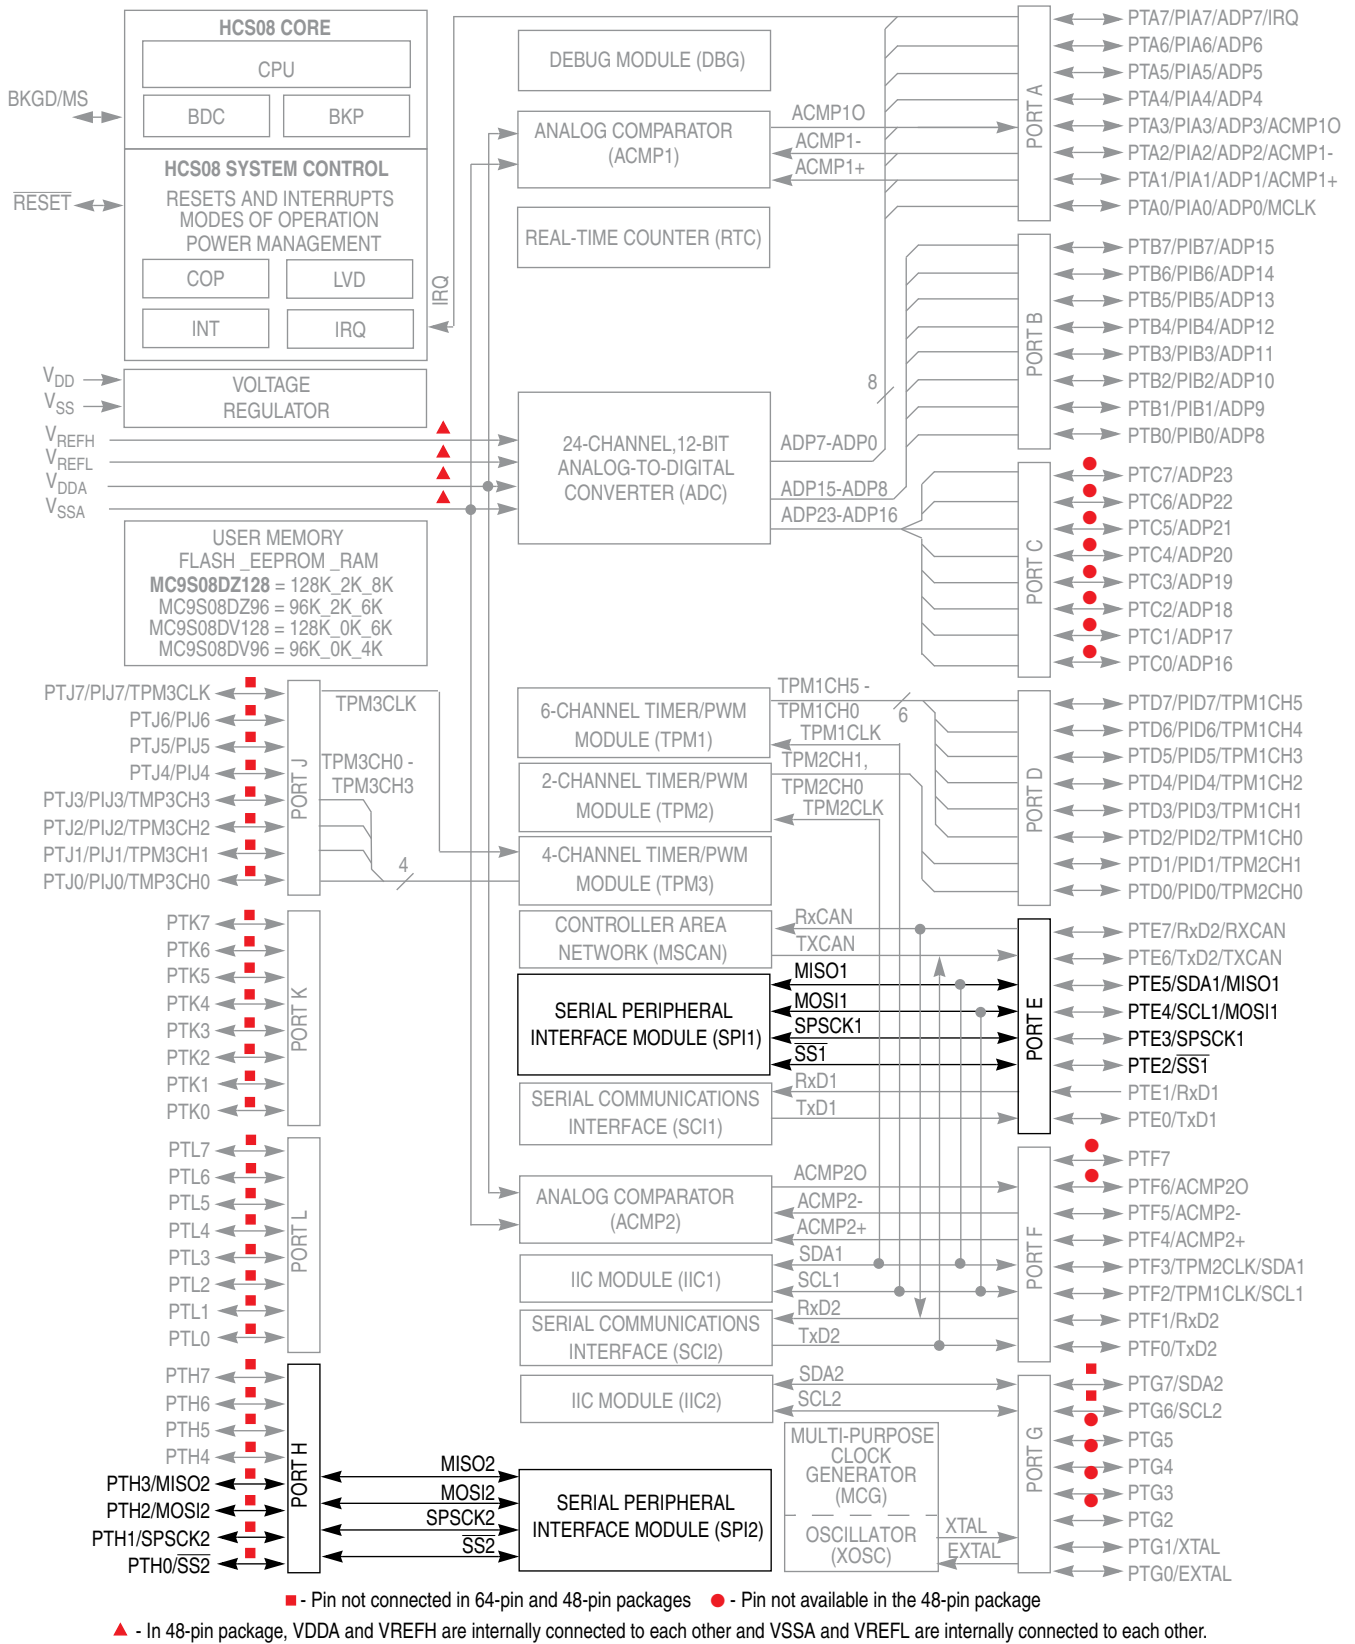 HCS08 CORE
CPU
BDC
BKP
BKGD/MS
HCS08 SYSTEM CONTROL
RESETS AND INTERRUPTS
MODES OF OPERATION
POWER MANAGEMENT
COP
LVD
INT
IRQ
RESET
IRQ
VOLTAGE
REGULATOR
VDD
VSS
VREFH
VREFL
VDDA
VSSA
USER MEMORY
FLASH _EEPROM _RAM
MC9S08DZ128 = 128K_2K_8K
MC9S08DZ96 = 96K_2K_6K
MC9S08DV128 = 128K_0K_6K
MC9S08DV96 = 96K_0K_4K
DEBUG MODULE (DBG)
ANALOG COMPARATOR
(ACMP1)
ACMP1O
ACMP1-
ACMP1+
REAL-TIME COUNTER (RTC)
24-CHANNEL,12-BIT
ANALOG-TO-DIGITAL
CONVERTER (ADC)
8
ADP7-ADP0
ADP15-ADP8
ADP23-ADP16
PORT A
PTA7/PIA7/ADP7/IRQ
PTA6/PIA6/ADP6
PTA5/PIA5/ADP5
PTA4/PIA4/ADP4
PTA3/PIA3/ADP3/ACMP1O
PTA2/PIA2/ADP2/ACMP1-
PTA1/PIA1/ADP1/ACMP1+
PTA0/PIA0/ADP0/MCLK
PORT B
PTB7/PIB7/ADP15
PTB6/PIB6/ADP14
PTB5/PIB5/ADP13
PTB4/PIB4/ADP12
PTB3/PIB3/ADP11
PTB2/PIB2/ADP10
PTB1/PIB1/ADP9
PTB0/PIB0/ADP8
PORT C
PTC7/ADP23
PTC6/ADP22
PTC5/ADP21
PTC4/ADP20
PTC3/ADP19
PTC2/ADP18
PTC1/ADP17
PTC0/ADP16
PTJ7/PIJ7/TPM3CLK
PTJ6/PIJ6
PTJ5/PIJ5
PTJ4/PIJ4
PTJ3/PIJ3/TMP3CH3
PTJ2/PIJ2/TPM3CH2
PTJ1/PIJ1/TPM3CH1
PTJ0/PIJ0/TMP3CH0
PORT J
TPM3CLK
TPM3CH0 -
TPM3CH3
4
6-CHANNEL TIMER/PWM
MODULE (TPM1)
TPM1CH5 -
TPM1CH0
6
TPM1CLK
2-CHANNEL TIMER/PWM
MODULE (TPM2)
TPM2CH1,
TPM2CH0
TPM2CLK
4-CHANNEL TIMER/PWM
MODULE (TPM3)
PORT D
PTD7/PID7/TPM1CH5
PTD6/PID6/TPM1CH4
PTD5/PID5/TPM1CH3
PTD4/PID4/TPM1CH2
PTD3/PID3/TPM1CH1
PTD2/PID2/TPM1CH0
PTD1/PID1/TPM2CH1
PTD0/PID0/TPM2CH0
PTK7
PTK6
PTK5
PTK4
PTK3
PTK2
PTK1
PTK0
PORT K
CONTROLLER AREA
NETWORK (MSCAN)
RxCAN
TXCAN
SERIAL PERIPHERAL
INTERFACE MODULE (SPI1)
MISO1
MOSI1
SPSCK1
SS1
SERIAL COMMUNICATIONS
INTERFACE (SCI1)
RxD1
TxD1
PORT E
PTE7/RxD2/RXCAN
PTE6/TxD2/TXCAN
PTE5/SDA1/MISO1
PTE4/SCL1/MOSI1
PTE3/SPSCK1
PTE2/SS1
PTE1/RxD1
PTE0/TxD1
PTL7
PTL6
PTL5
PTL4
PTL3
PTL2
PTL1
PTL0
PORT L
ANALOG COMPARATOR
(ACMP2)
ACMP2O
ACMP2-
ACMP2+
IIC MODULE (IIC1)
SDA1
SCL1
SERIAL COMMUNICATIONS
INTERFACE (SCI2)
RxD2
TxD2
PORT F
PTF7
PTF6/ACMP2O
PTF5/ACMP2-
PTF4/ACMP2+
PTF3/TPM2CLK/SDA1
PTF2/TPM1CLK/SCL1
PTF1/RxD2
PTF0/TxD2
PTH7
PTH6
PTH5
PTH4
PTH3/MISO2
PTH2/MOSI2
PTH1/SPSCK2
PTH0/SS2
PORT H
MISO2
MOSI2
SPSCK2
SS2
IIC MODULE (IIC2)
SDA2
SCL2
SERIAL PERIPHERAL
INTERFACE MODULE (SPI2)
MULTI-PURPOSE
CLOCK
GENERATOR
(MCG)
OSCILLATOR
(XOSC)
XTAL
EXTAL
PORT G
PTG7/SDA2
PTG6/SCL2
PTG5
PTG4
PTG3
PTG2
PTG1/XTAL
PTG0/EXTAL
- Pin not connected in 64-pin and 48-pin packages
- Pin not available in the 48-pin package
- In 48-pin package, VDDA and VREFH are internally connected to each other and VSSA and VREFL are internally connected to each other.